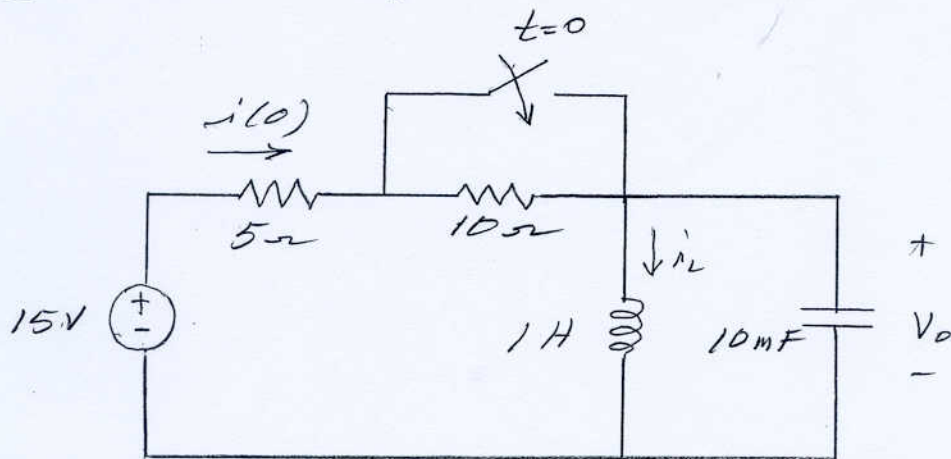 t=0
i(0)
5Ω
10Ω
iL
15V
+
-
1H
10mF
+
Vo
-